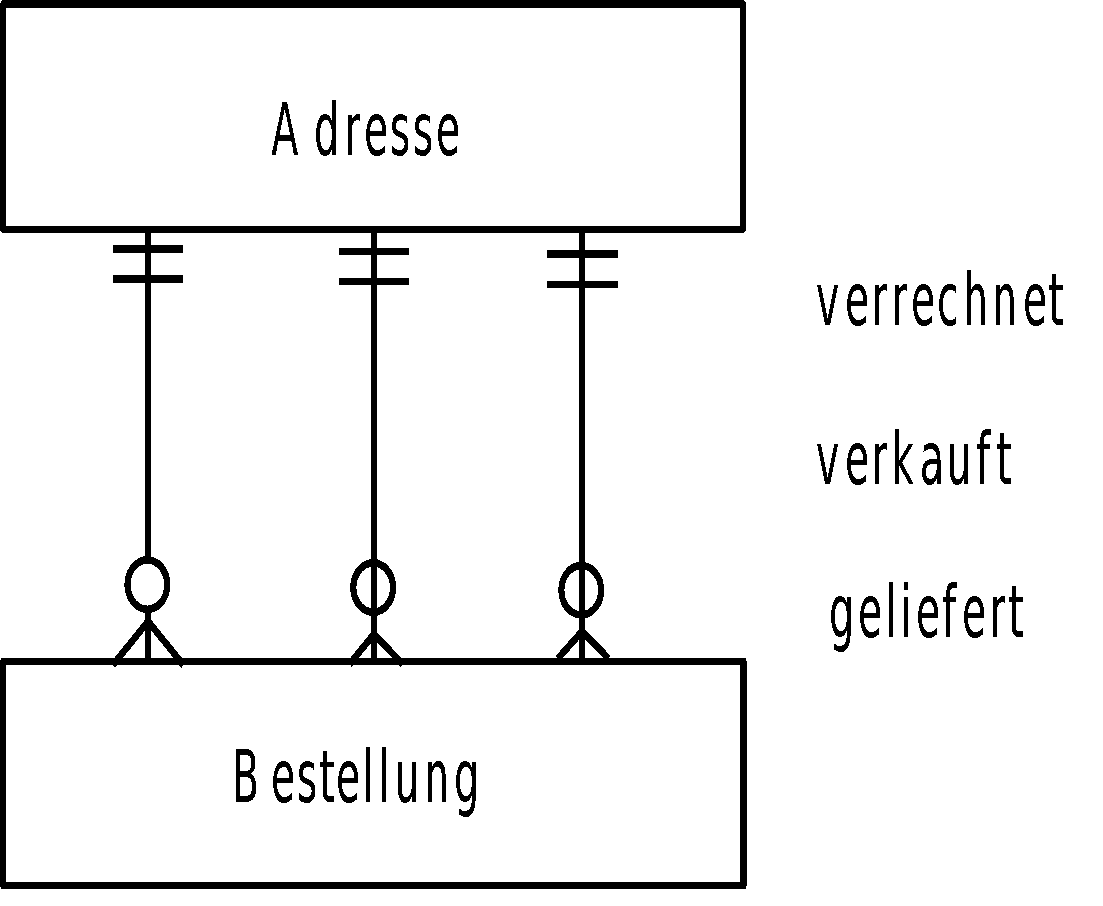 Adresse
verrechnet
verkauft
geliefert
Bestellung